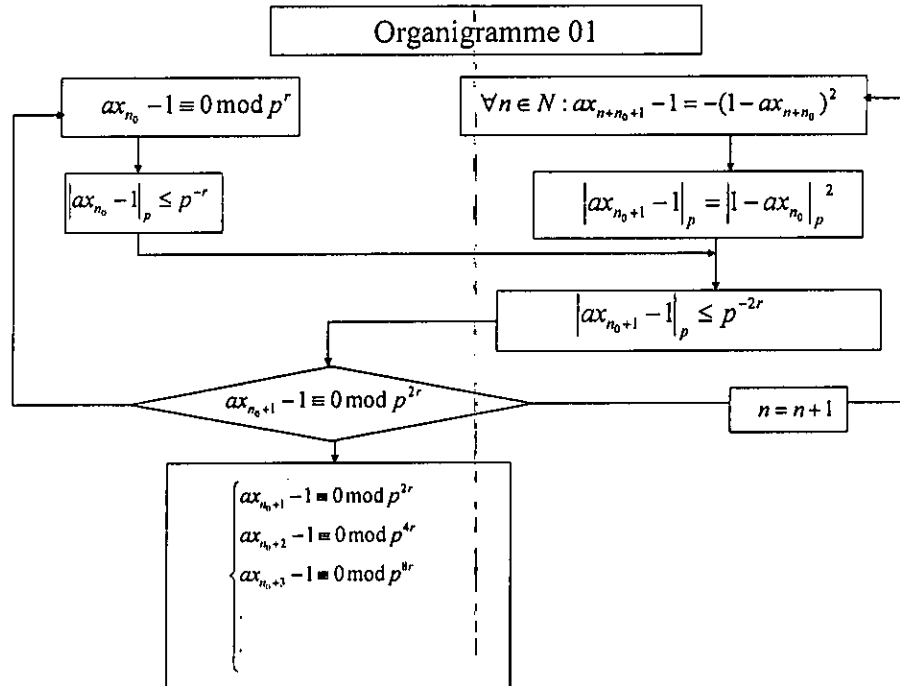 Organigramme 01
ax_{n_0} − 1 ≡ 0 mod p^r
∀n ∈ N : ax_{n+n_0+1} − 1 = −(1 − ax_{n+n_0})^2
|ax_{n_0} − 1|_p ≤ p^{−r}
|ax_{n_0+1} − 1|_p = |1 − ax_{n_0}|_p^2
|ax_{n_0+1} − 1|_p ≤ p^{−2r}
ax_{n_0+1} − 1 ≡ 0 mod p^{2r}
n = n + 1
ax_{n_0+1} − 1 ≡ 0 mod p^{2r}
ax_{n_0+2} − 1 ≡ 0 mod p^{4r}
ax_{n_0+3} − 1 ≡ 0 mod p^{8r}
.
.